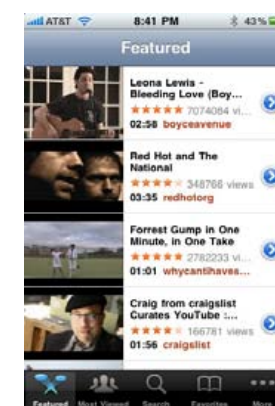 AT&T 8:41 PM 43%
Featured
Leona Lewis -
Bleeding Love (Boy...
7074084 vi...
02:58 boyceavenue
Red Hot and The
National
348766 views
03:35 redhotorg
Forrest Gump in One
Minute, in One Take
2782233 vi...
01:01 whycantihaves...
Craig from craigslist
Curates YouTube :...
166781 views
01:56 craigslist
Featured Most Viewed Search Favorites More